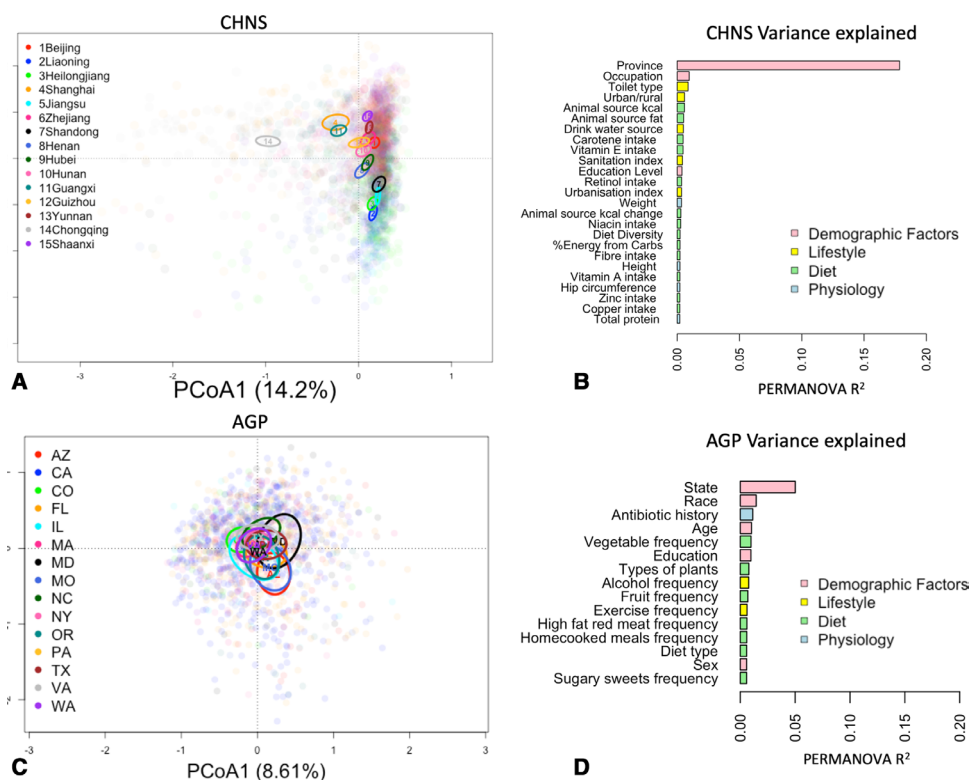 CHNS
1Beijing
2Liaoning
3Heilongjiang
4Shanghai
5Jiangsu
6Zhejiang
7Shandong
8Henan
9Hubei
10Hunan
11Guangxi
12Guizhou
13Yunnan
14Chongqing
15Shaanxi
14
11
7
-3
-2
-1
0
1
PCoA1 (14.2%)
A
B
CHNS Variance explained
Province
Occupation
Toilet type
Urban/rural
Animal source kcal
Animal source fat
Drink water source
Carotene intake
Vitamin E intake
Sanitation index
Education Level
Retinol intake
Urbanisation index
Weight
Animal source kcal change
Niacin intake
Diet Diversity
%Energy from Carbs
Fibre intake
Height
Vitamin A intake
Hip circumference
Zinc intake
Copper intake
Total protein
Demographic Factors
Lifestyle
Diet
Physiology
0.00
0.05
0.10
0.15
0.20
PERMANOVA R²
AGP
AZ
CA
CO
FL
IL
MA
MD
MO
NC
NY
OR
PA
TX
VA
WA
WA
1
0
-1
-2
-3
-2
-1
0
1
2
3
PCoA1 (8.61%)
C
D
AGP Variance explained
State
Race
Antibiotic history
Age
Vegetable frequency
Education
Types of plants
Alcohol frequency
Fruit frequency
Exercise frequency
High fat red meat frequency
Homecooked meals frequency
Diet type
Sex
Sugary sweets frequency
Demographic Factors
Lifestyle
Diet
Physiology
0.00
0.05
0.10
0.15
0.20
PERMANOVA R²